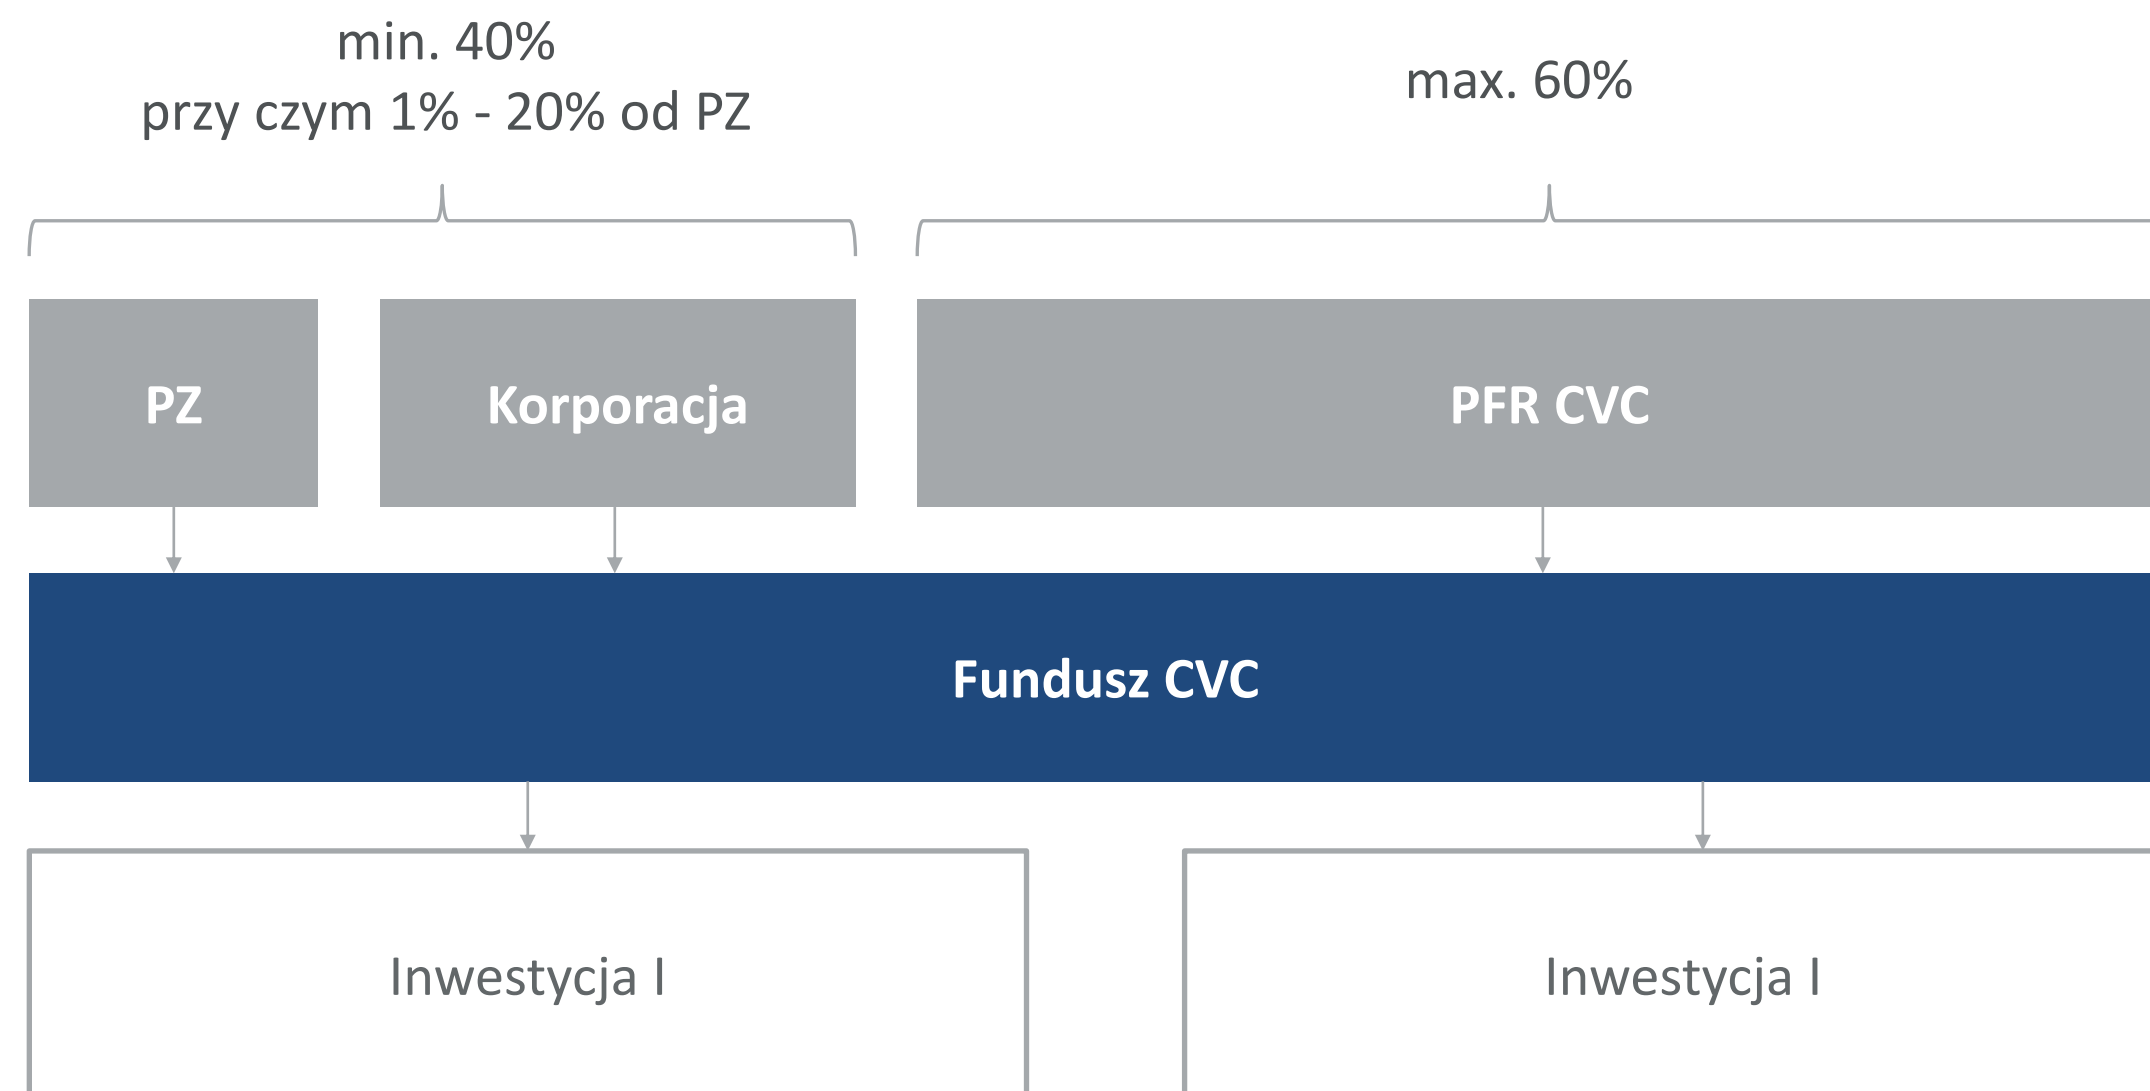 min. 40%
przy czym 1% - 20% od PZ
max. 60%
PZ
Korporacja
PFR CVC
Fundusz CVC
Inwestycja I
Inwestycja I